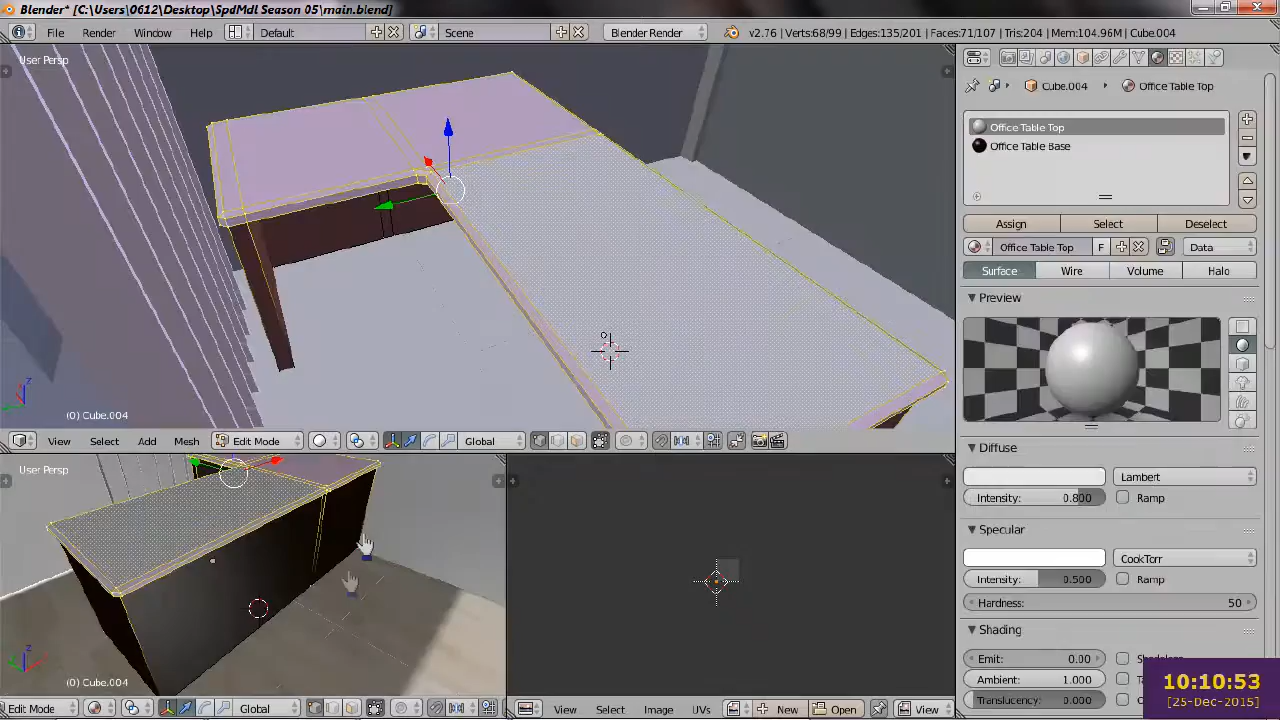 Blender* [C:\Users\0612\Desktop\SpdMdl Season 05\main.blend]
File Render Window Help Default Scene Blender Render v2.76 | Verts:68/99 | Edges:135/201 | Faces:71/107 | Tris:204 | Mem:104.96M | Cube.004
User Persp
Cube.004 Office Table Top
Office Table Top
Office Table Base
Assign Select Deselect
Office Table Top F Data
Surface Wire Volume Halo
Preview
z
(0) Cube.004
View Select Add Mesh Edit Mode Global
Diffuse
User Persp
Lambert
Intensity: 0.800 Ramp
Specular
CookTorr
Intensity: 0.500 Ramp
Hardness: 50
Shading
Emit: 0.00
Ambient: 1.000
Translucency: 0.000
z
(0) Cube.004
Edit Mode Global
View Select Image UVs New Open View
10:10:53
[25-Dec-2015]